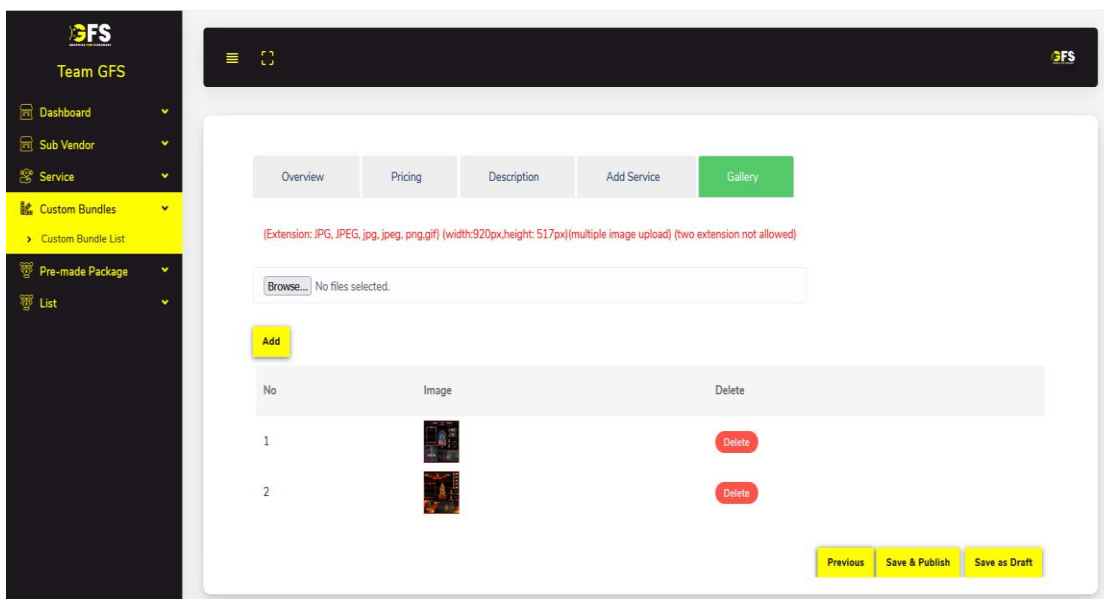 GFS
Team GFS
Dashboard
Sub Vendor
Service
Custom Bundles
Custom Bundle List
Pre-made Package
List
GFS
Overview Pricing Description Add Service Gallery
(Extension: JPG, JPEG, jpg, jpeg, png,gif) (width:920px,height: 517px)(multiple image upload) (two extension not allowed)
Browse... No files selected.
Add
No Image Delete
1 Delete
2 Delete
Previous Save & Publish Save as Draft